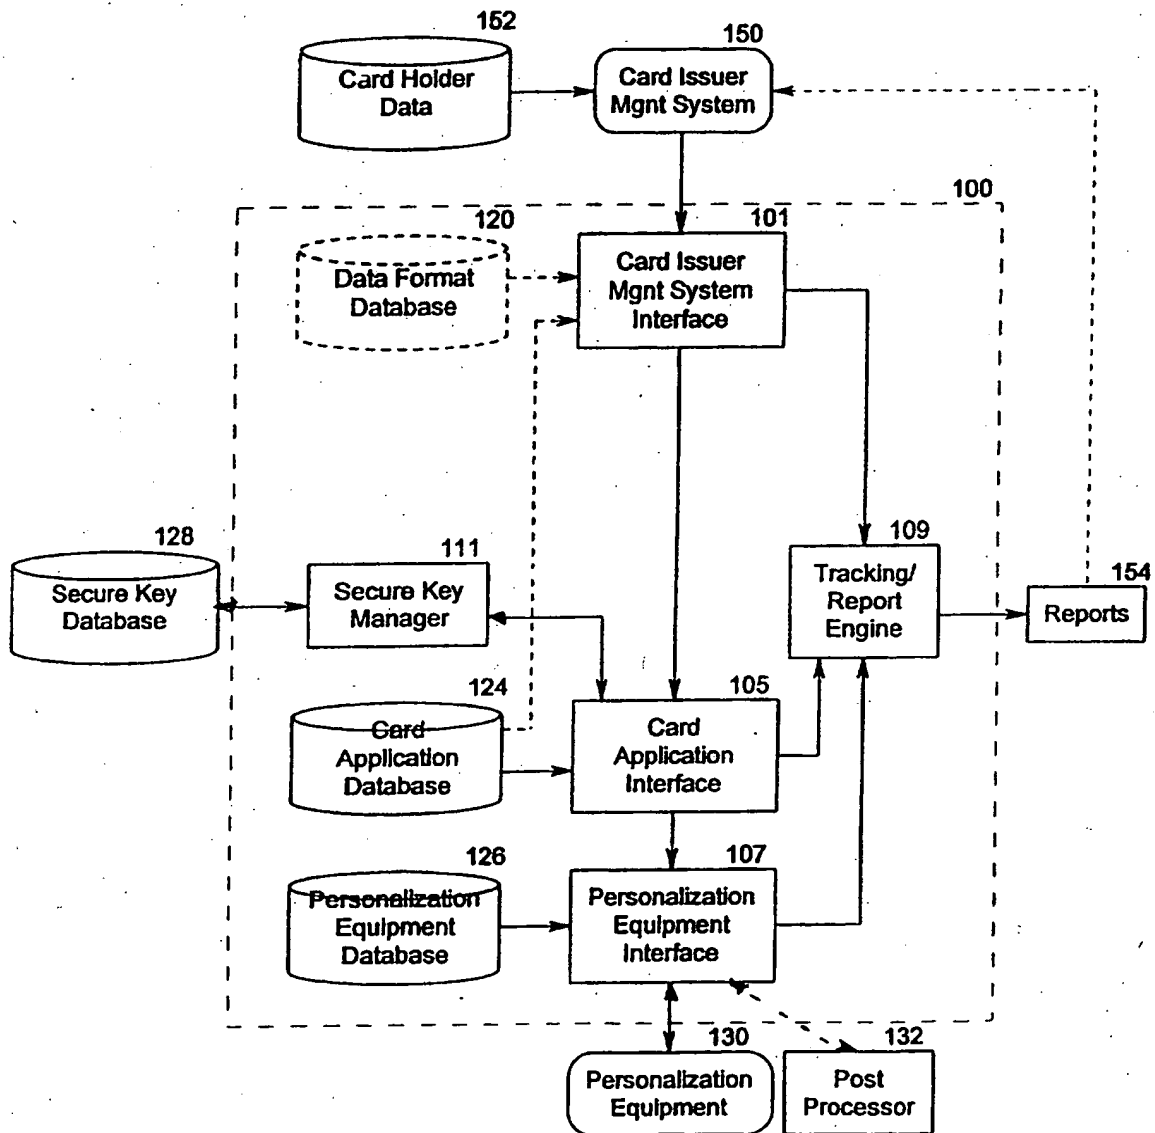 152
Card Holder
Data
150
Card Issuer
Mgnt System
100
120
Data Format
Database
101
Card Issuer
Mgnt System
Interface
128
Secure Key
Database
111
Secure Key
Manager
109
Tracking/
Report
Engine
154
Reports
124
Card
Application
Database
105
Card
Application
Interface
126
Personalization
Equipment
Database
107
Personalization
Equipment
Interface
130
Personalization
Equipment
132
Post
Processor